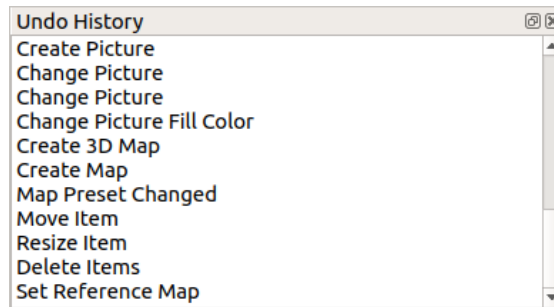 Undo History
Create Picture
Change Picture
Change Picture
Change Picture Fill Color
Create 3D Map
Create Map
Map Preset Changed
Move Item
Resize Item
Delete Items
Set Reference Map